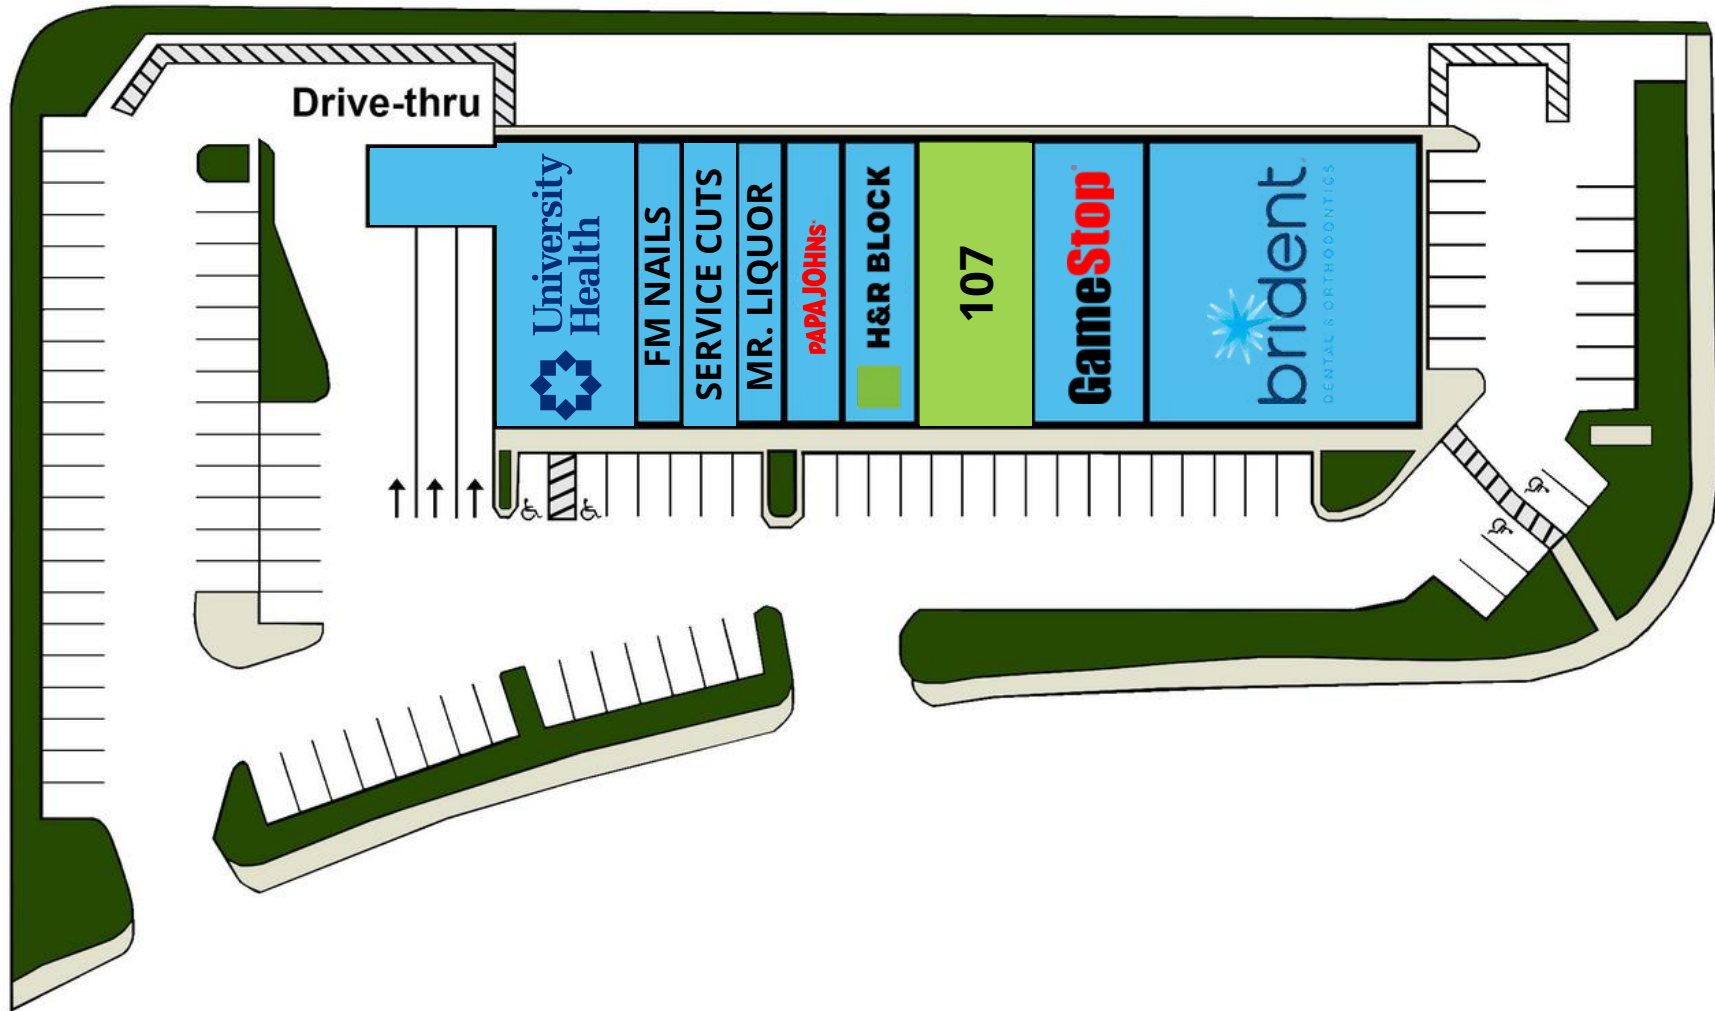 Drive-thru
University
Health
FM NAILS
SERVICE CUTS
MR. LIQUOR
PAPA JOHNS
H&R BLOCK
107
GameStop
brident
DENTAL & ORTHODONTICS